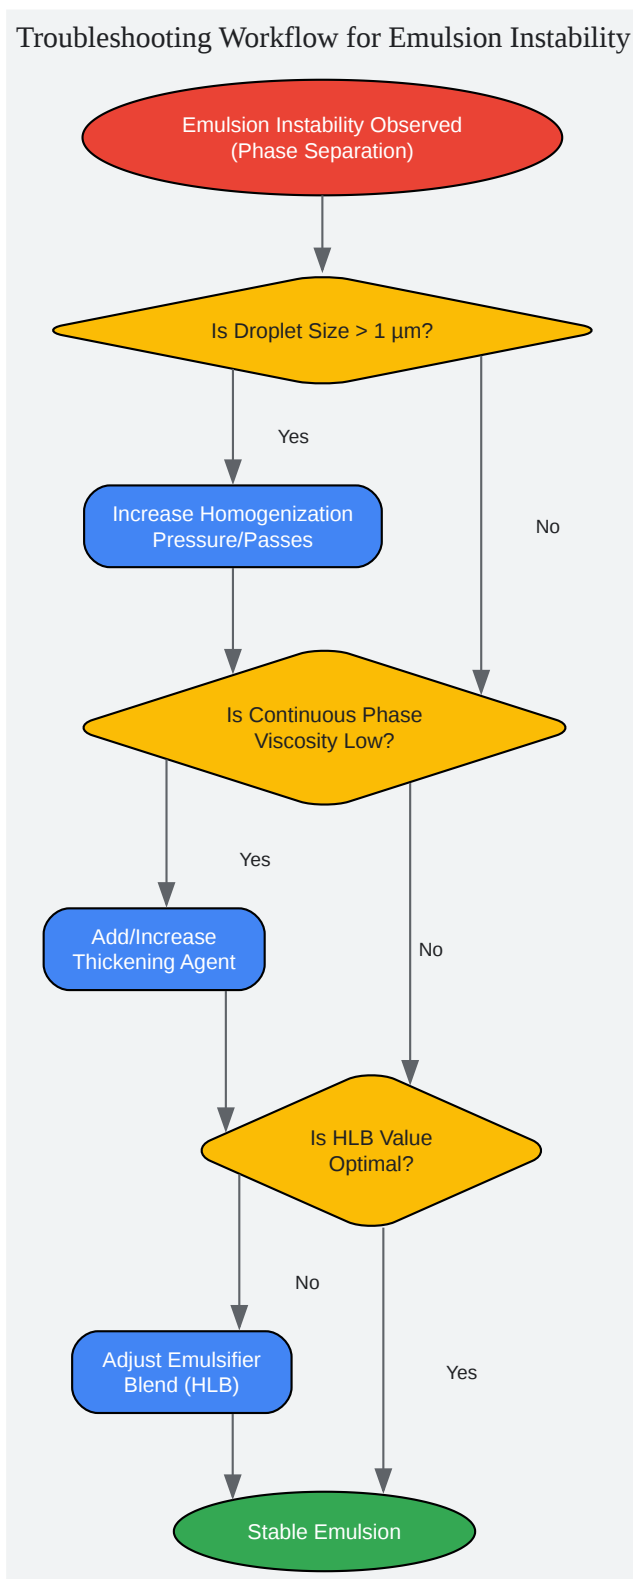 Troubleshooting Workflow for Emulsion Instability
Emulsion Instability Observed
(Phase Separation)
Is Droplet Size > 1 µm?
Yes
Increase Homogenization
Pressure/Passes
No
Is Continuous Phase
Viscosity Low?
Yes
Add/Increase
Thickening Agent
No
Is HLB Value
Optimal?
No
Adjust Emulsifier
Blend (HLB)
Yes
Stable Emulsion